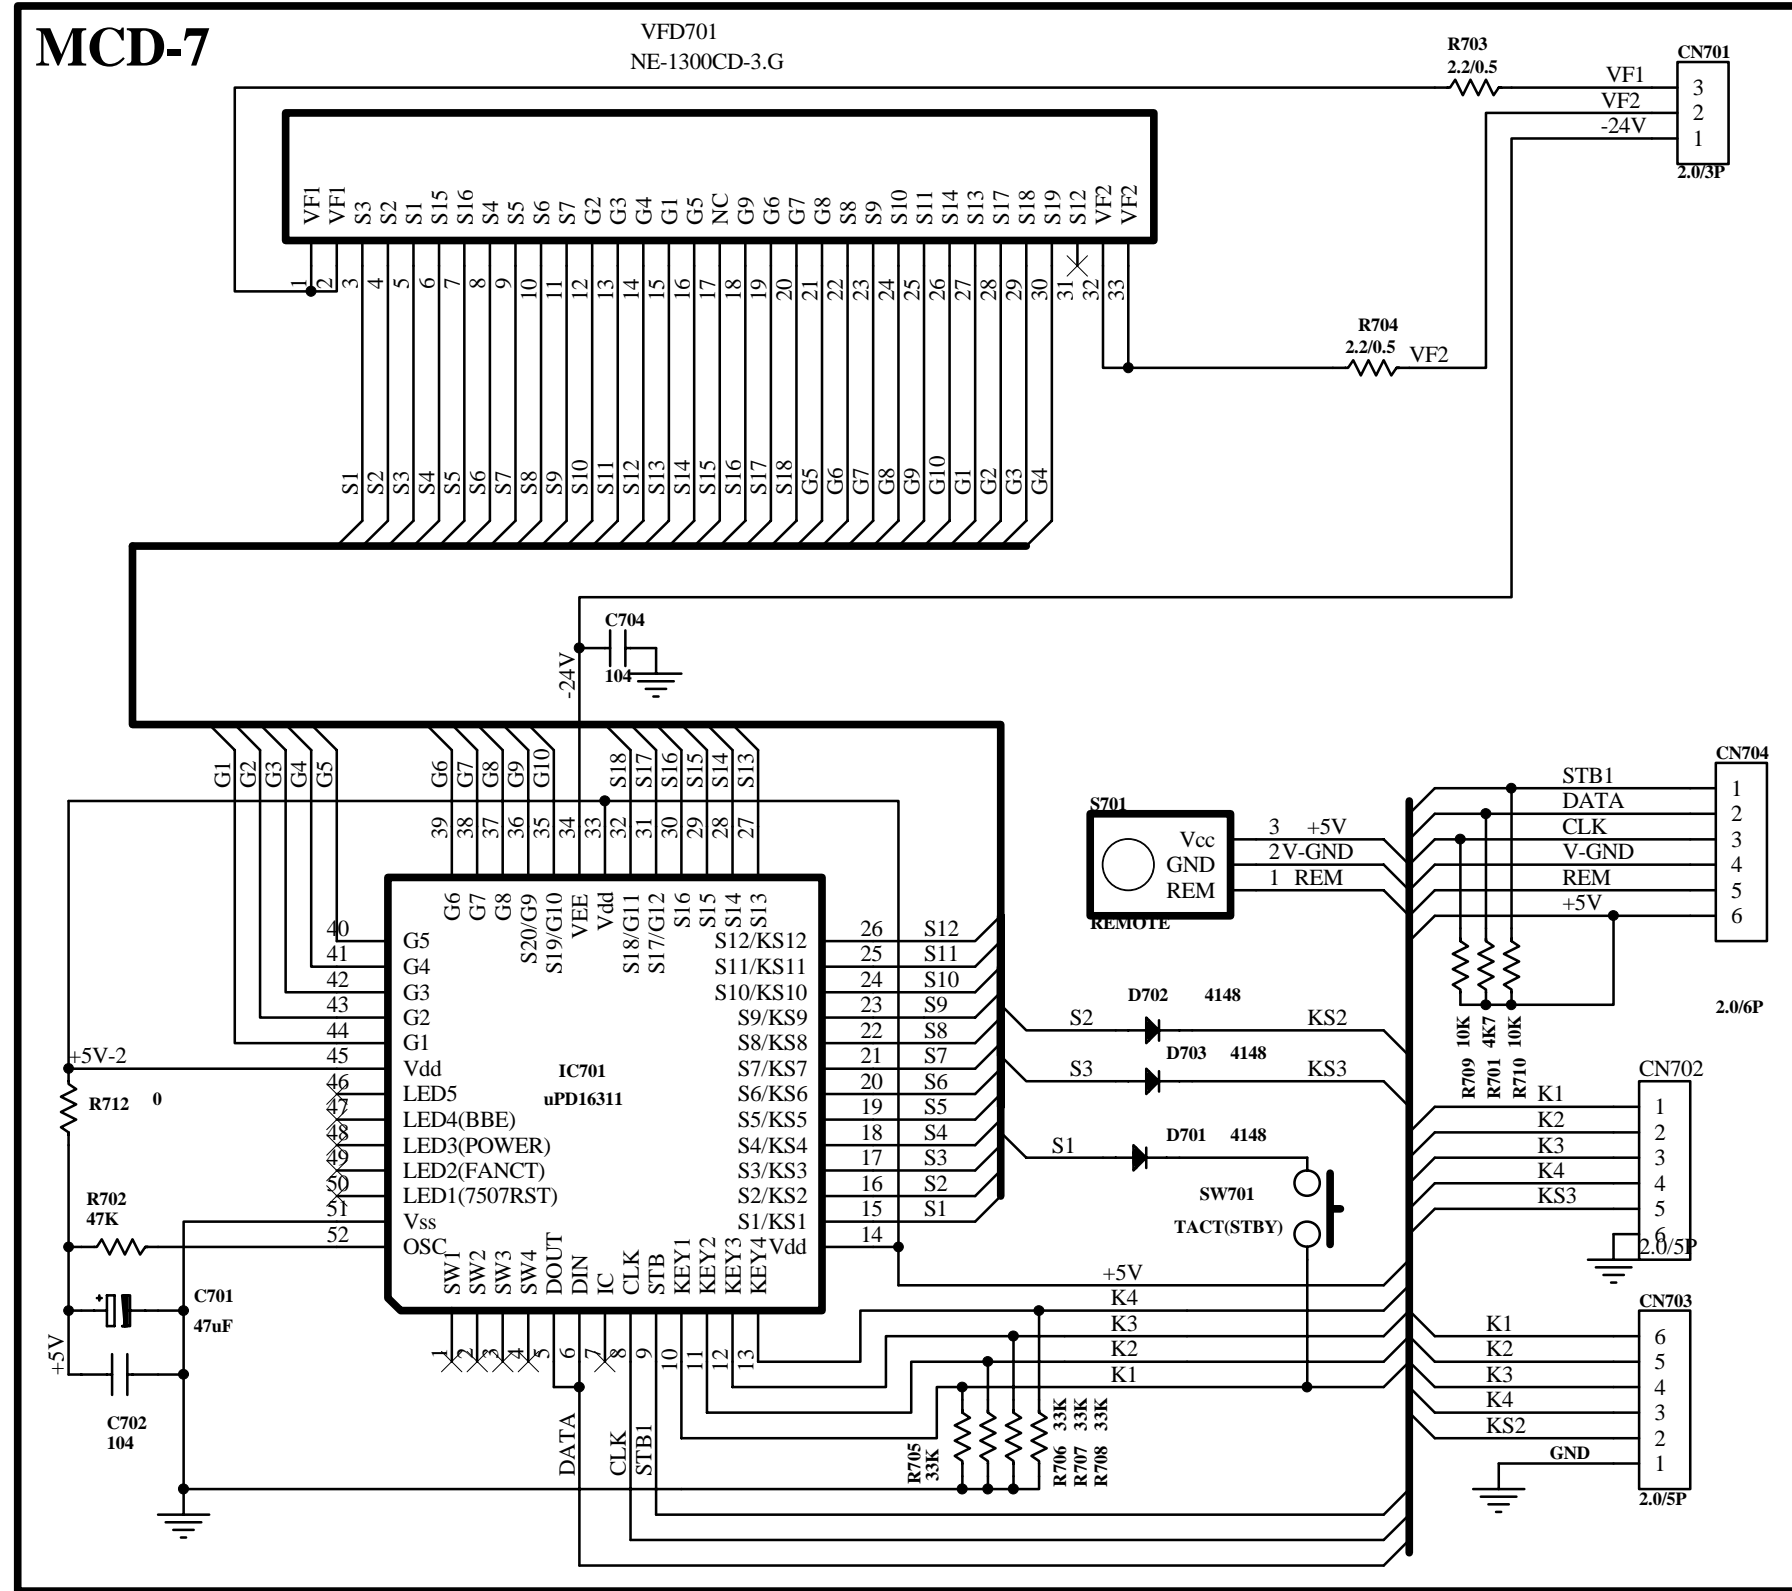 MCD-7
VFD701
NE-1300CD-3.G
R703
2.2/0.5
VF1
VF2
-24V
CN701
3
2
1
2.0/3P
VF1 VF1 S3 S2 S1 S15 S16 S4 S5 S6 S7 G2 G3 G4 G1 G5 NC G9 G6 G7 G8 S8 S9 S10 S11 S14 S13 S17 S18 S19 S12 VF2 VF2
1 2 3 4 5 6 7 8 9 10 11 12 13 14 15 16 17 18 19 20 21 22 23 24 25 26 27 28 29 30 31 32 33
R704
2.2/0.5 VF2
S1 S2 S3 S4 S5 S6 S7 S8 S9 S10 S11 S12 S13 S14 S15 S16 S17 S18 G5 G6 G7 G8 G9 G10 G1 G2 G3 G4
C704
104
-24V
G1 G2 G3 G4 G5 G6 G7 G8 G9 G10 S18 S17 S16 S15 S14 S13
39 38 37 36 35 34 33 32 31 30 29 28 27
G6 G7 G8 S20/G9 S19/G10 VEE Vdd S18/G11 S17/G12 S16 S15 S14 S13
40 G5
41 G4
42 G3
43 G2
44 G1
+5V-2 45 Vdd
46 LED5
47 LED4(BBE)
48 LED3(POWER)
49 LED2(FANCT)
50 LED1(7507RST)
51 Vss
52 OSC
IC701
uPD16311
S12/KS12 26 S12
S11/KS11 25 S11
S10/KS10 24 S10
S9/KS9 23 S9
S8/KS8 22 S8
S7/KS7 21 S7
S6/KS6 20 S6
S5/KS5 19 S5
S4/KS4 18 S4
S3/KS3 17 S3
S2/KS2 16 S2
S1/KS1 15 S1
Vdd 14
SW1 SW2 SW3 SW4 DOUT DIN IC CLK STB KEY1 KEY2 KEY3 KEY4
1 2 3 4 5 6 7 8 9 10 11 12 13
R712 0
R702
47K
C701
47uF
+
+5V
C702
104
DATA CLK STB1
S701
Vcc 3 +5V
GND 2 V-GND
REM 1 REM
REMOTE
D702 4148
S2 KS2
D703 4148
S3 KS3
D701 4148
S1
SW701
TACT(STBY)
+5V
K4
K3
K2
K1
R705
33K
R706 33K
R707 33K
R708 33K
CN704
STB1 1
DATA 2
CLK 3
V-GND 4
REM 5
+5V 6
2.0/6P
R709 10K
R701 4K7
R710 10K
CN702
K1 1
K2 2
K3 3
K4 4
KS3 5
6
2.0/5P
CN703
K1 6
K2 5
K3 4
K4 3
KS2 2
GND 1
2.0/5P